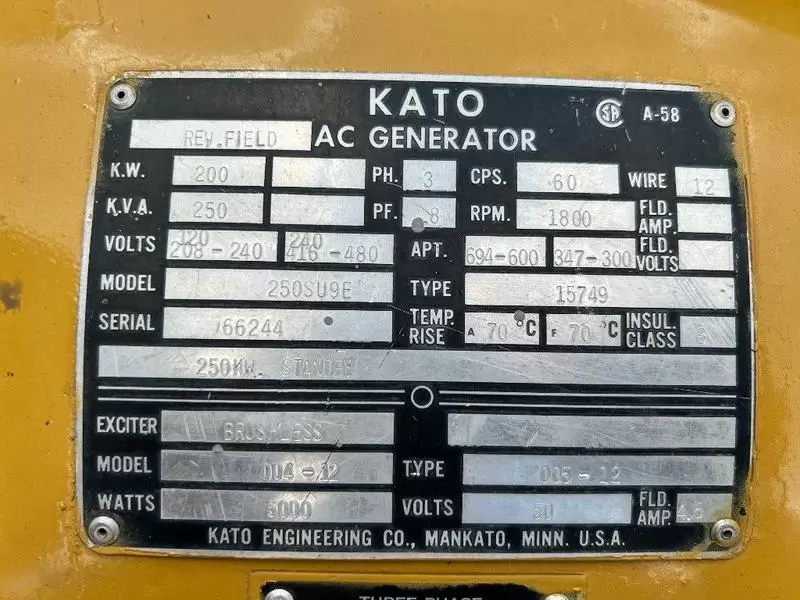 KATO
SA A-58
REV.FIELD AC GENERATOR
K.W. 200 PH. 3 CPS. 60 WIRE 12
K.V.A. 250 PF. .8 RPM. 1800 FLD. AMP.
VOLTS 120 208-240 240 416-480 APT. 694-600 347-300 FLD. VOLTS
MODEL 250SU9E TYPE 15749
SERIAL 66244 TEMP. RISE A 70 °C F 70 °C INSUL. CLASS
250KW. STANDBY
EXCITER BRUSHLESS
MODEL 004-12 TYPE 005-12
WATTS 5000 VOLTS 50 FLD. AMP.
KATO ENGINEERING CO., MANKATO, MINN. U.S.A.
THREE PHASE